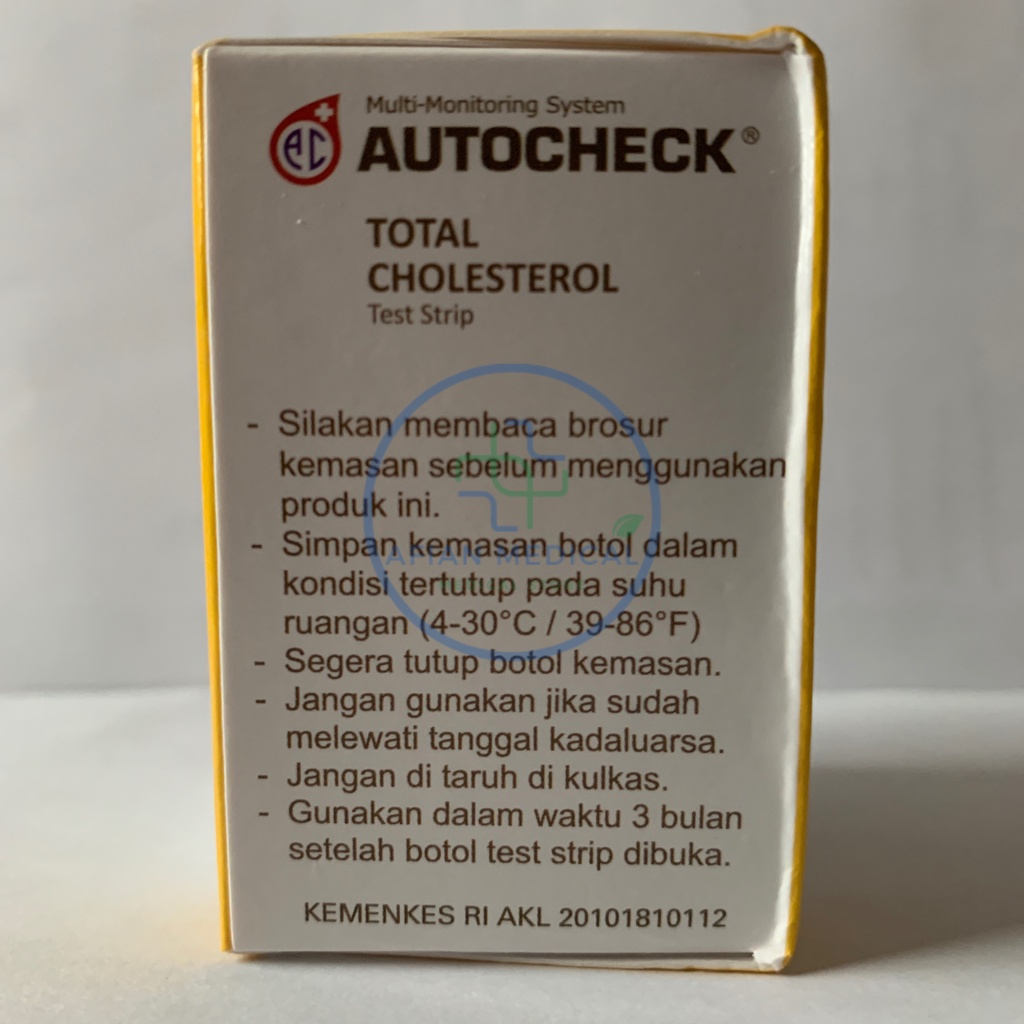 Multi-Monitoring System
AC AUTOCHECK®
TOTAL
CHOLESTEROL
Test Strip
- Silakan membaca brosur
kemasan sebelum menggunakan
produk ini.
- Simpan kemasan botol dalam
AFIAN MEDICAL
kondisi tertutup pada suhu
ruangan (4-30°C / 39-86°F)
- Segera tutup botol kemasan.
- Jangan gunakan jika sudah
melewati tanggal kadaluarsa.
- Jangan di taruh di kulkas.
- Gunakan dalam waktu 3 bulan
setelah botol test strip dibuka.
KEMENKES RI AKL 20101810112